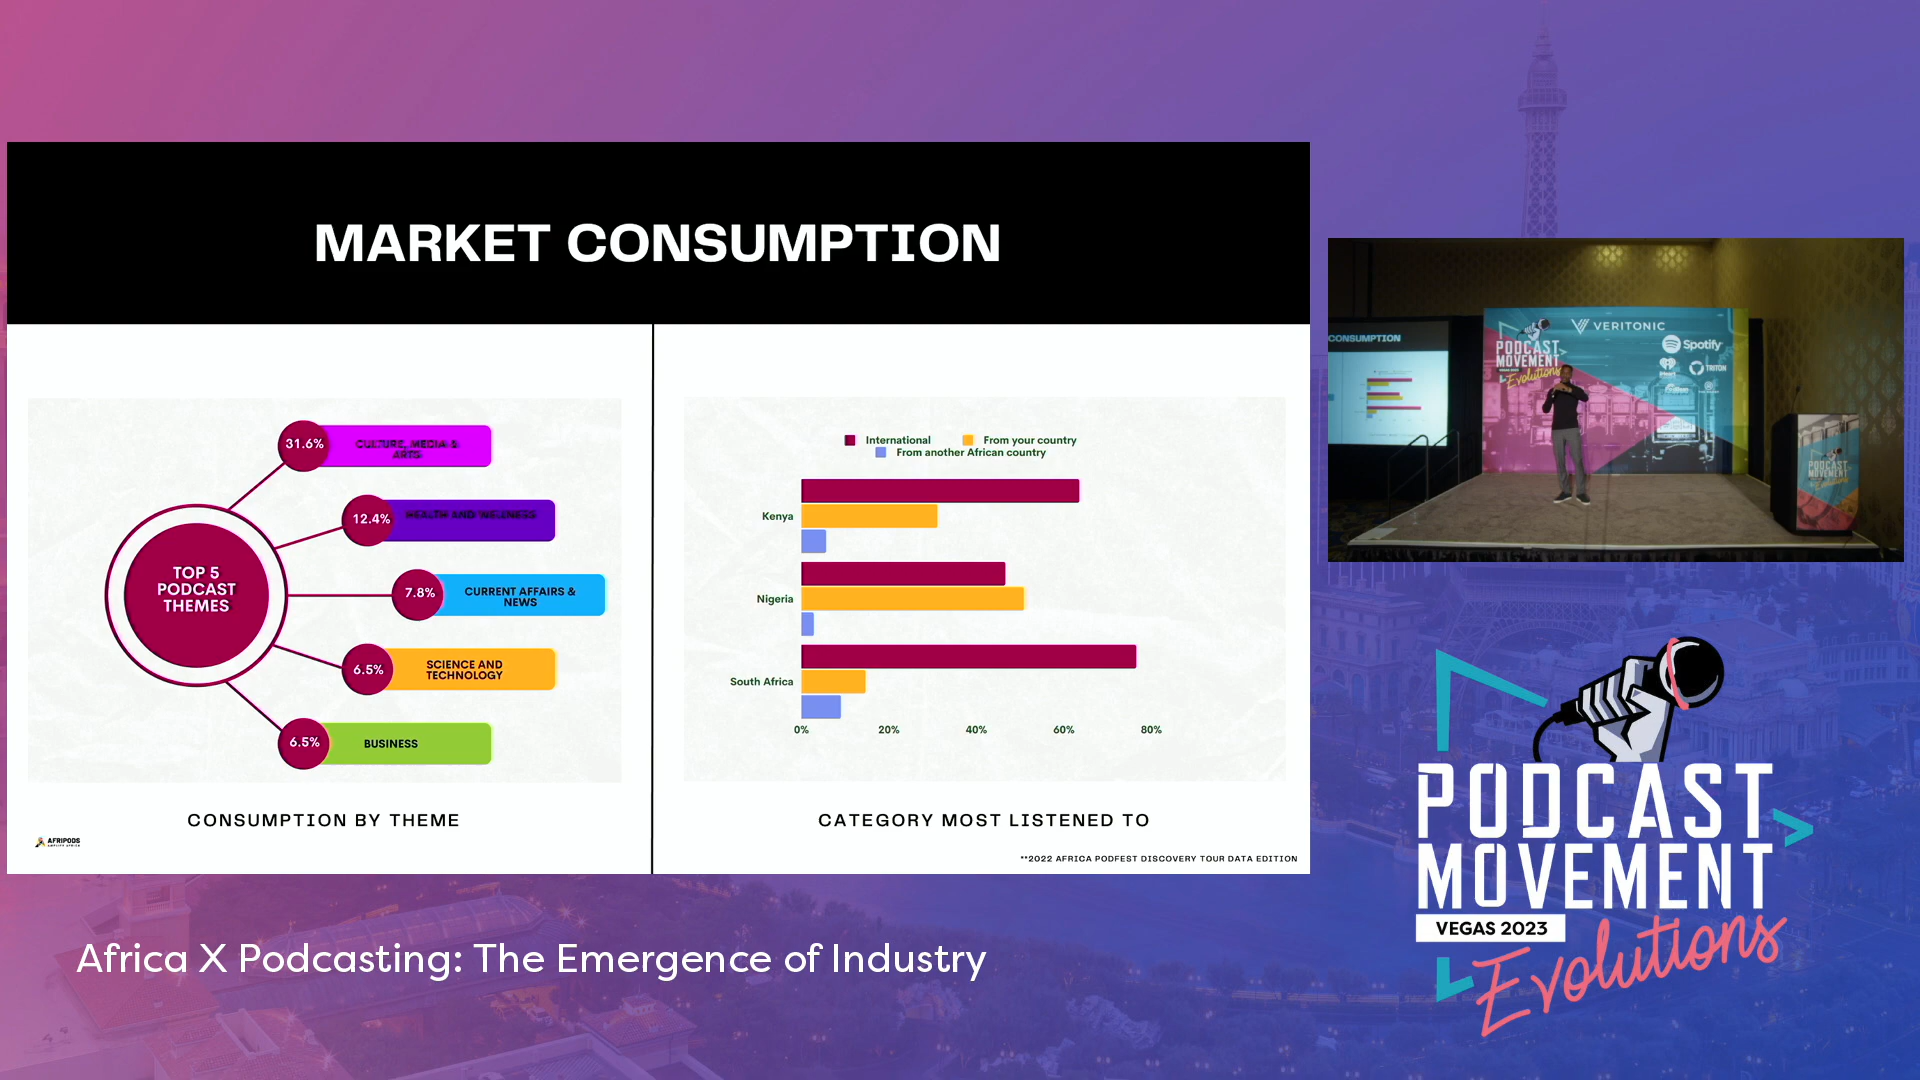 MARKET CONSUMPTION
TOP 5
PODCAST
THEMES
31.6%
CULTURE, MEDIA &
ARTS
12.4%
HEALTH AND WELLNESS
7.8%
CURRENT AFFAIRS &
NEWS
6.5%
SCIENCE AND
TECHNOLOGY
6.5%
BUSINESS
CONSUMPTION BY THEME
AFRIPODS
International
From your country
From another African country
Kenya
Nigeria
South Africa
0% 20% 40% 60% 80%
CATEGORY MOST LISTENED TO
**2022 AFRICA PODFEST DISCOVERY TOUR DATA EDITION
CONSUMPTION
PODCAST
MOVEMENT
Evolutions
VERITONIC
Spotify
TRITON
PODCAST
MOVEMENT
PODCAST
MOVEMENT
VEGAS 2023
Evolutions
Africa X Podcasting: The Emergence of Industry